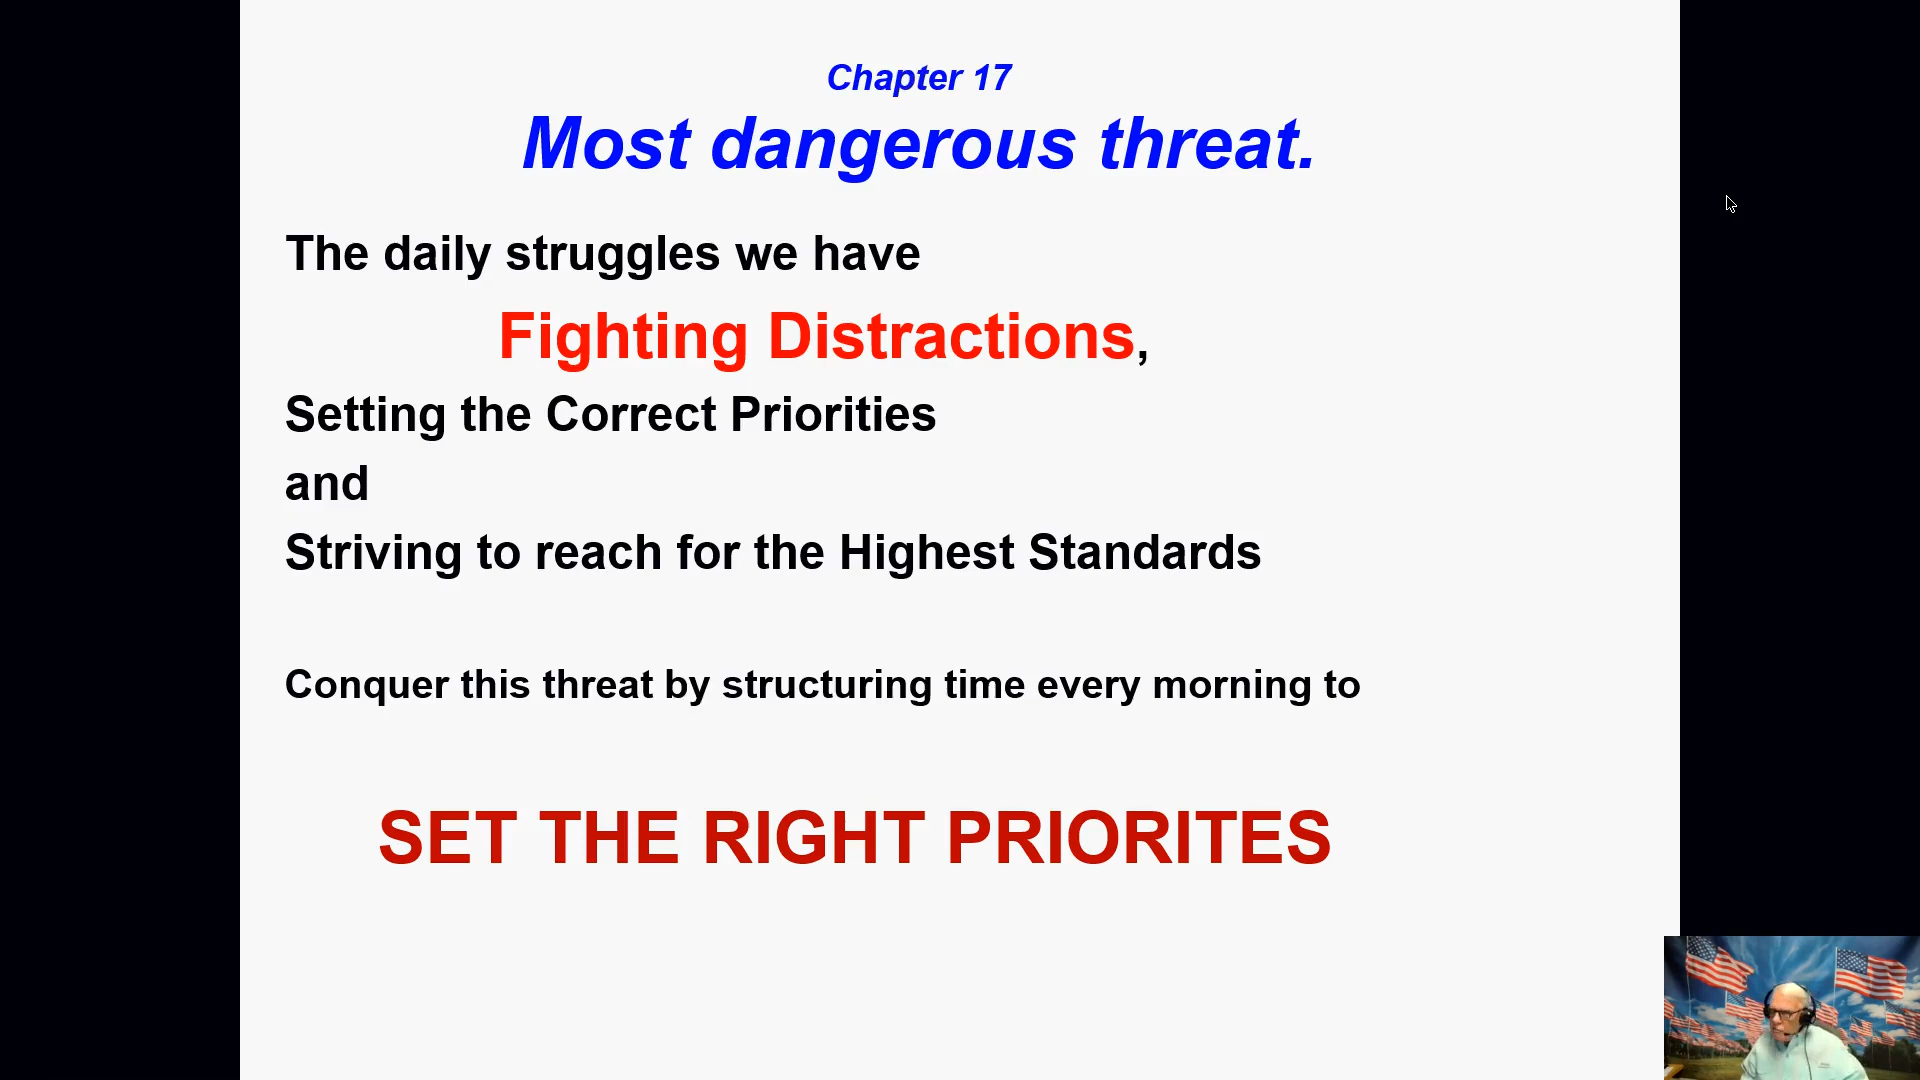 Chapter 17
Most dangerous threat.
The daily struggles we have
Fighting Distractions,
Setting the Correct Priorities
and
Striving to reach for the Highest Standards
Conquer this threat by structuring time every morning to
SET THE RIGHT PRIORITES